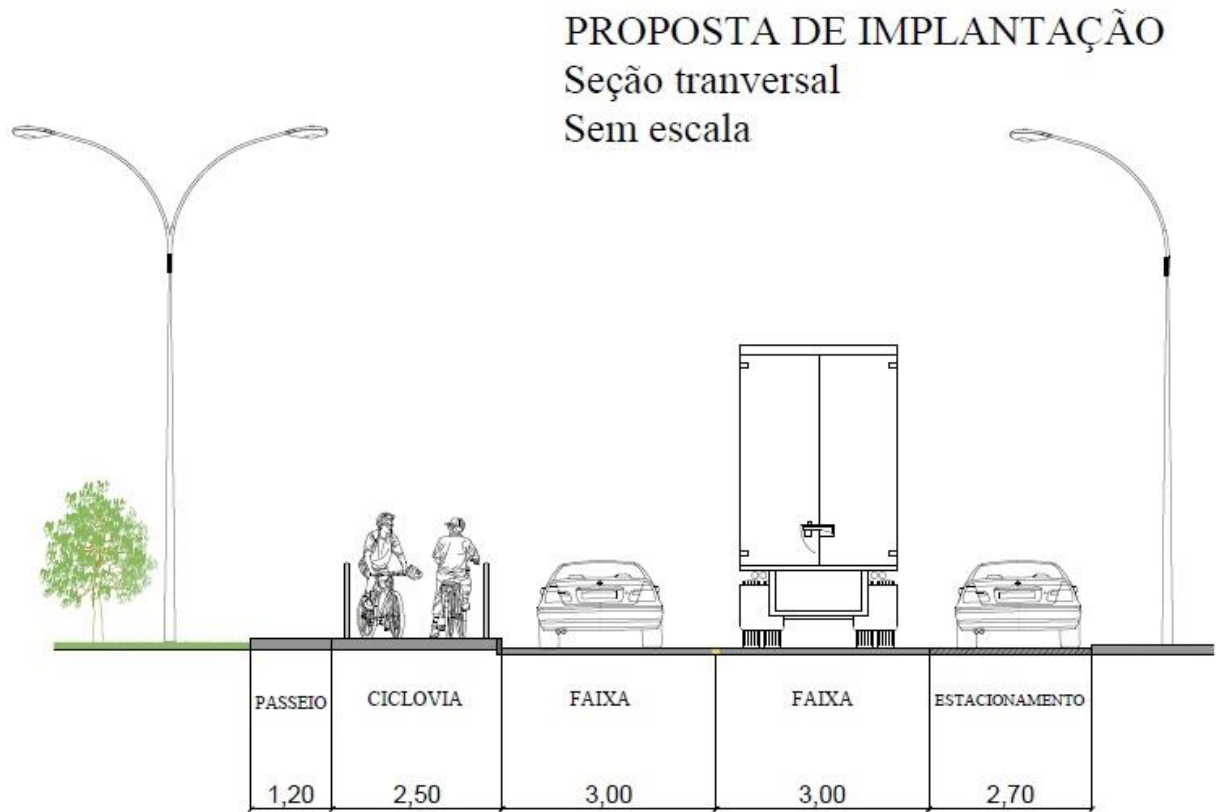 PROPOSTA DE IMPLANTAÇÃO
Seção tranversal
Sem escala
PASSEIO CICLOVIA FAIXA FAIXA ESTACIONAMENTO
1,20 2,50 3,00 3,00 2,70